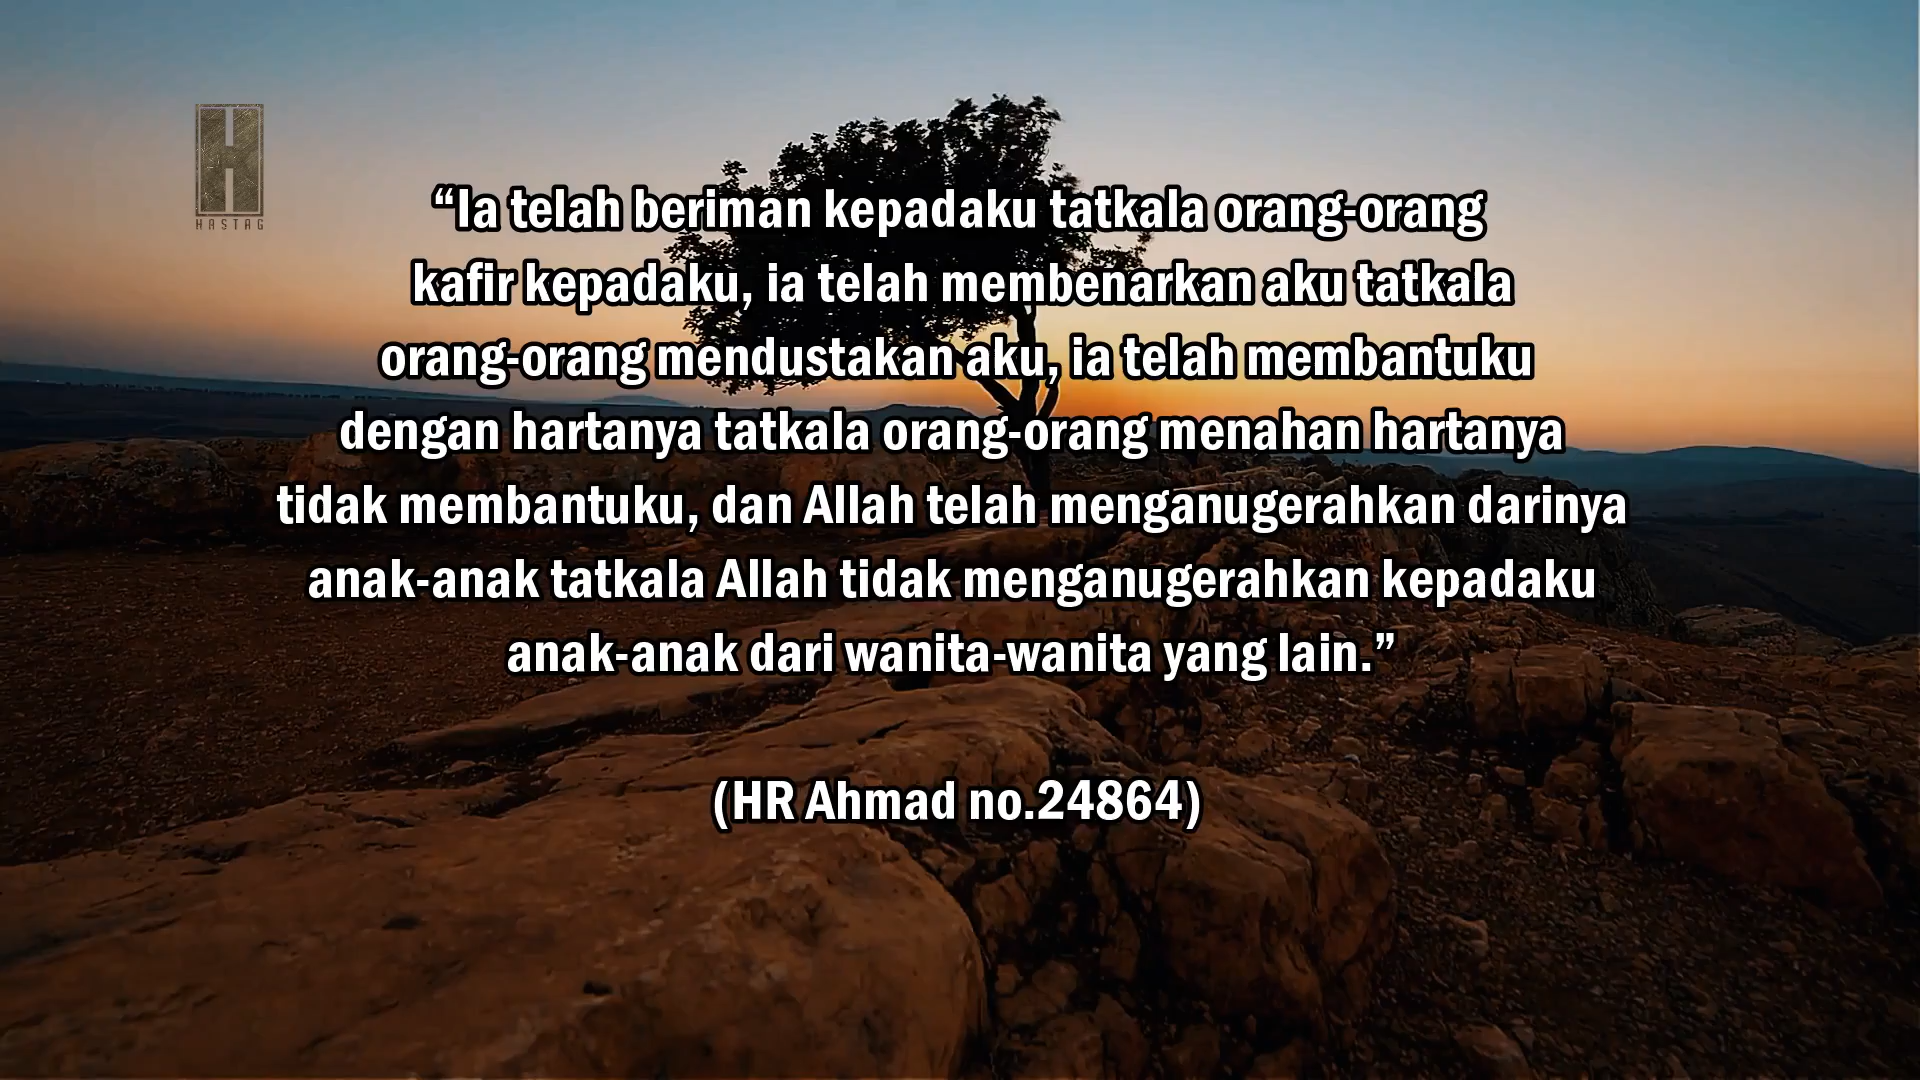 HASTAG
“Ia telah beriman kepadaku tatkala orang-orang
kafir kepadaku, ia telah membenarkan aku tatkala
orang-orang mendustakan aku, ia telah membantuku
dengan hartanya tatkala orang-orang menahan hartanya
tidak membantuku, dan Allah telah menganugerahkan darinya
anak-anak tatkala Allah tidak menganugerahkan kepadaku
anak-anak dari wanita-wanita yang lain.”
(HR Ahmad no.24864)